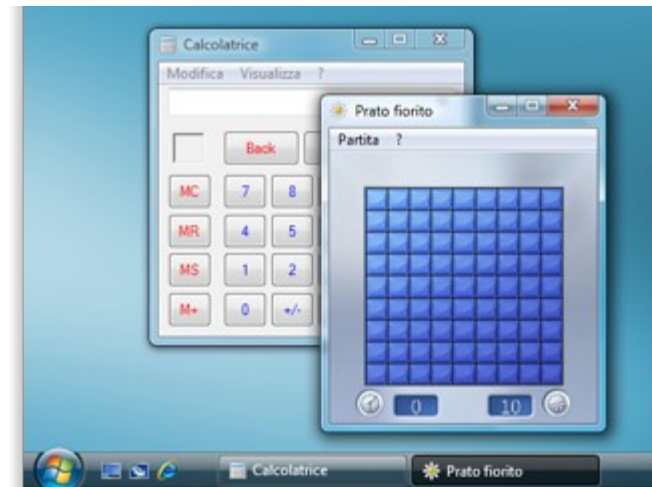 Calcolatrice
Modifica Visualizza ?
Prato fiorito
Partita ?
Back
MC 7 8
MR 4 5
MS 1 2
M+ 0 +/-
0 10
Calcolatrice Prato fiorito